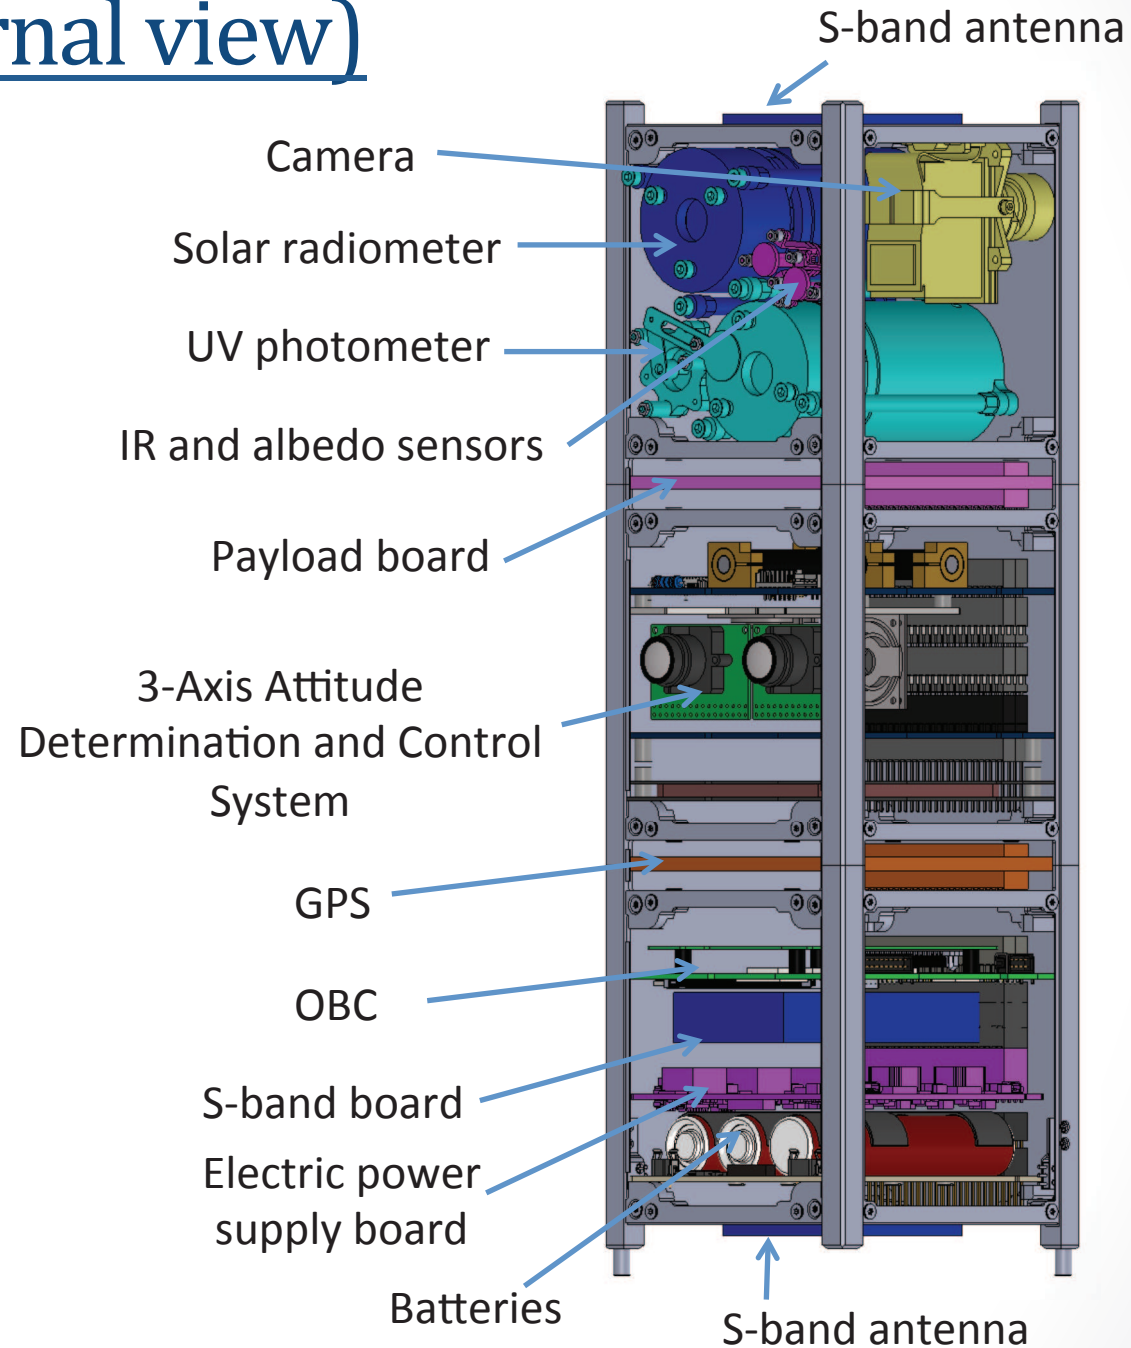 rnal view)
S-band antenna
Camera
Solar radiometer
UV photometer
IR and albedo sensors
Payload board
3-Axis Attitude
Determination and Control
System
GPS
OBC
S-band board
Electric power
supply board
Batteries
S-band antenna